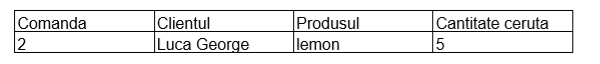 Comanda Clientul Produsul Cantitate ceruta
2 Luca George lemon 5